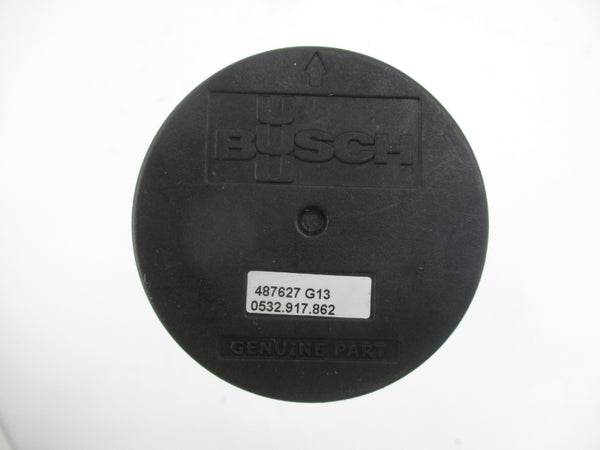 BUSCH
487627 G13
0532.917.862
GENUINE PART